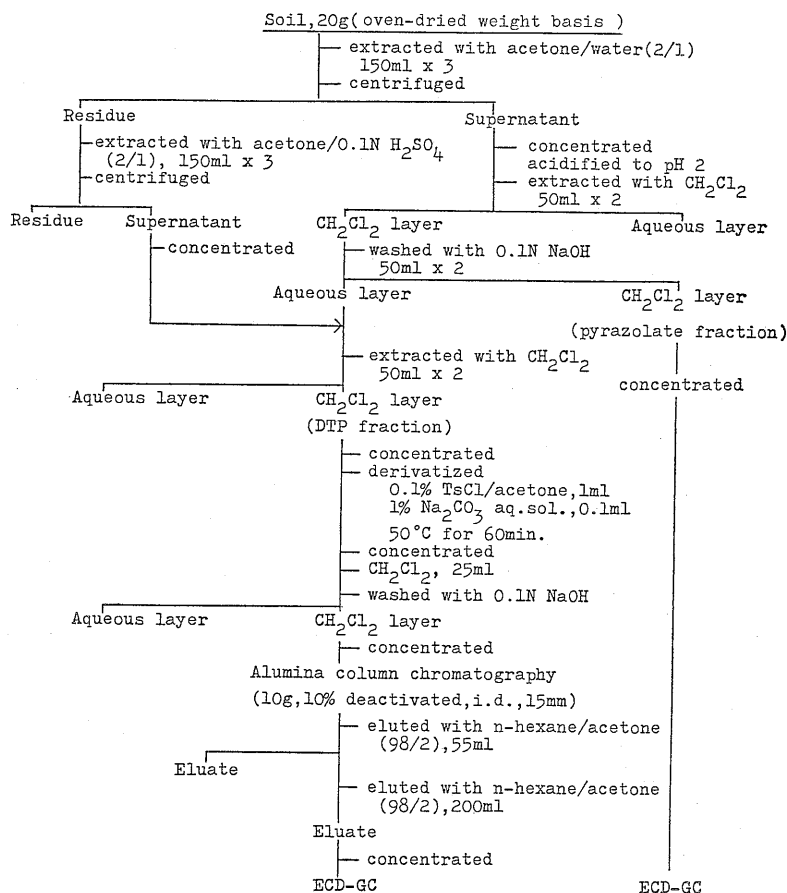 Soil,20g(oven-dried weight basis )
extracted with acetone/water(2/1)
150ml x 3
centrifuged
Residue
Supernatant
extracted with acetone/0.1N H₂SO₄
(2/1), 150ml x 3
centrifuged
concentrated
acidified to pH 2
extracted with CH₂Cl₂
50ml x 2
Residue
Supernatant
CH₂Cl₂ layer
Aqueous layer
concentrated
washed with 0.1N NaOH
50ml x 2
Aqueous layer
CH₂Cl₂ layer
(pyrazolate fraction)
extracted with CH₂Cl₂
50ml x 2
concentrated
Aqueous layer
CH₂Cl₂ layer
(DTP fraction)
concentrated
derivatized
0.1% TsCl/acetone,1ml
1% Na₂CO₃ aq.sol.,0.1ml
50°C for 60min.
concentrated
CH₂Cl₂, 25ml
washed with 0.1N NaOH
Aqueous layer
CH₂Cl₂ layer
concentrated
Alumina column chromatography
(10g,10% deactivated,i.d.,15mm)
eluted with n-hexane/acetone
(98/2),55ml
Eluate
eluted with n-hexane/acetone
(98/2),200ml
Eluate
concentrated
ECD-GC
ECD-GC